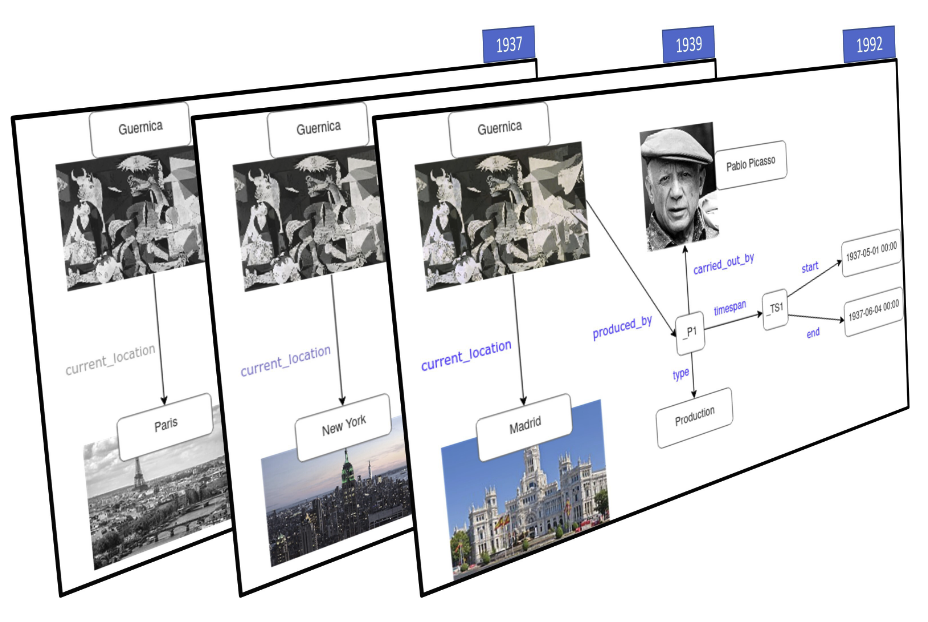 1937
1939
1992
Guernica
current_location
Paris
Guernica
current_location
New York
Guernica
current_location
Madrid
Pablo Picasso
carried_out_by
produced_by
_P1
timespan
_TS1
start
1937-05-01 00:00
end
1937-06-04 00:00
type
Production